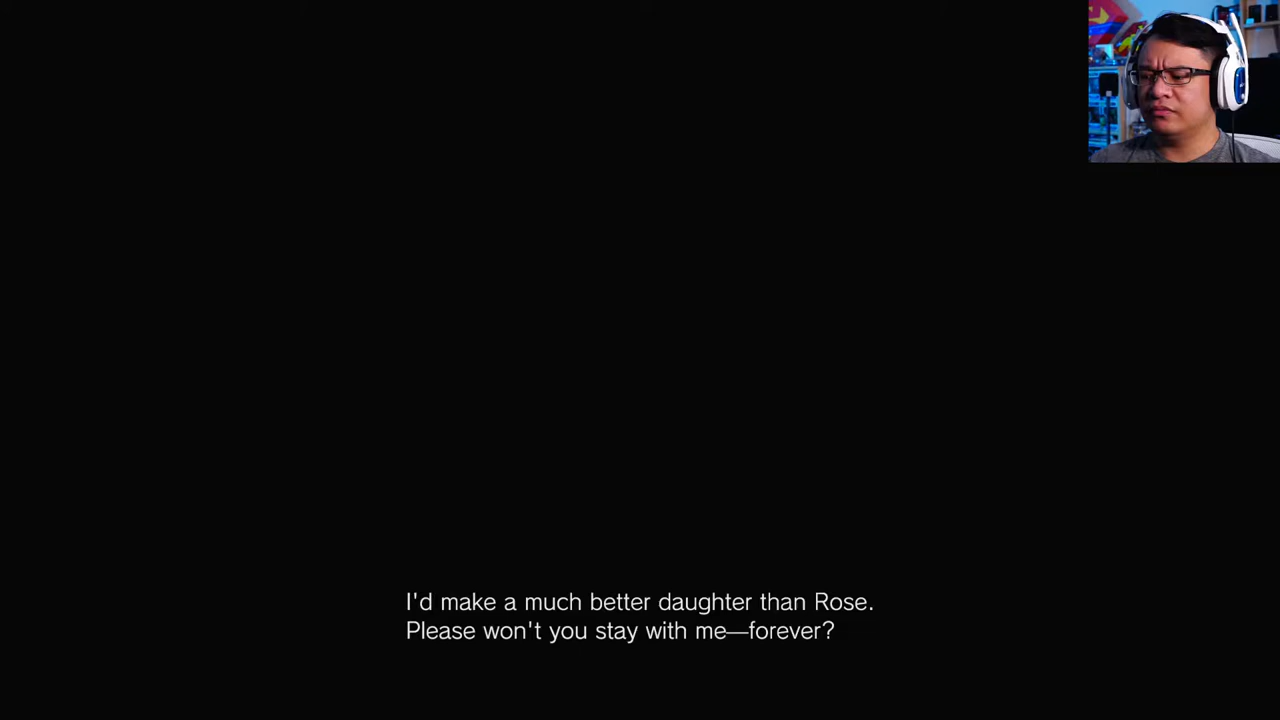 I'd make a much better daughter than Rose.
Please won't you stay with me—forever?